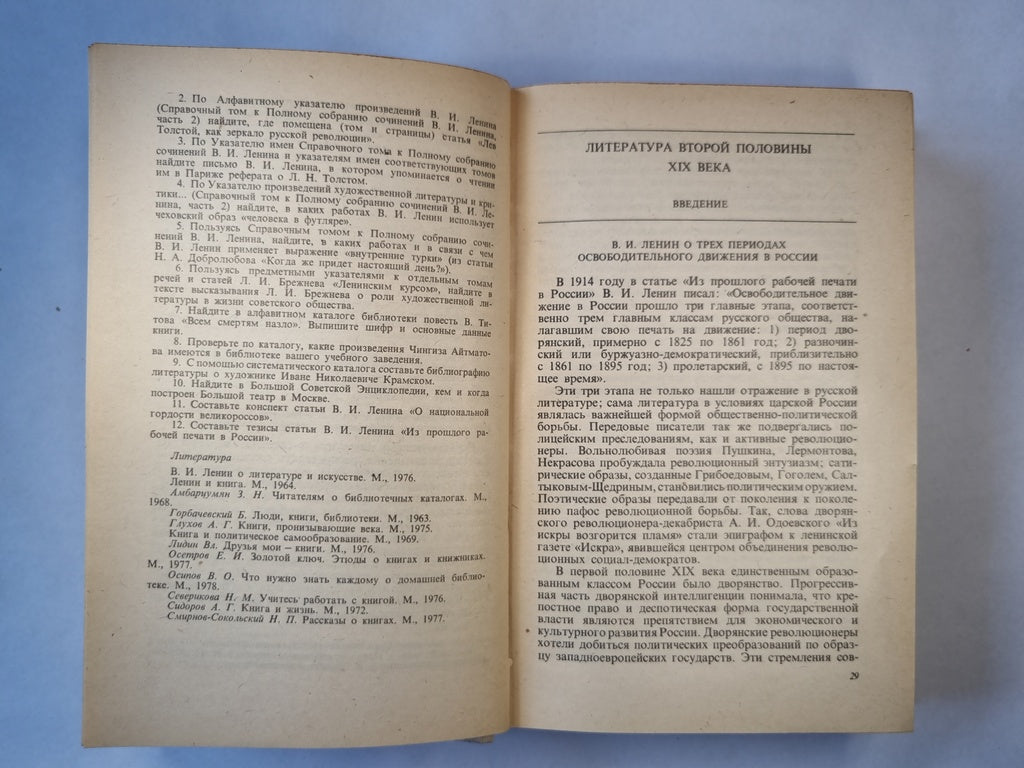 2. По Алфавитному указателю произведений В. И. Ленина
(Справочный том к Полному собранию сочинений В. И. Ленина,
часть 2) найдите, где помещена (том и страницы) статья «Лев
Толстой, как зеркало русской революции».
3. По Указателю имен Справочного тома к Полному собранию
сочинений В. И. Ленина и указателям имен соответствующих томов
найдите письмо В. И. Ленина, в котором упоминается о чтении
им в Париже реферата о Л. Н. Толстом.
4. По Указателю произведений художественной литературы и кри-
тики... (Справочный том к Полному собранию сочинений В. И. Ле-
нина, часть 2) найдите, в каких работах В. И. Ленин использует
чеховский образ «человека в футляре».
5. Пользуясь Справочным томом к Полному собранию сочи-
нений В. И. Ленина, найдите, в каких работах и в связи с чем
В. И. Ленин применяет выражение «внутренние турки» (из статьи
Н. А. Добролюбова «Когда же придет настоящий день?»).
6. Пользуясь предметными указателями к отдельным томам
речей и статей Л. И. Брежнева «Ленинским курсом», найдите в
тексте высказывания Л. И. Брежнева о роли художественной ли-
тературы в жизни советского общества.
7. Найдите в алфавитном каталоге библиотеки повесть В. Ти-
това «Всем смертям назло». Выпишите шифр и основные данные
книги.
8. Проверьте по каталогу, какие произведения Чингиза Айтмато-
ва имеются в библиотеке вашего учебного заведения.
9. С помощью систематического каталога составьте библиографию
литературы о художнике Иване Николаевиче Крамском.
10. Найдите в Большой Советской Энциклопедии, кем и когда
построен Большой театр в Москве.
11. Составьте конспект статьи В. И. Ленина «О национальной
гордости великороссов».
12. Составьте тезисы статьи В. И. Ленина «Из прошлого ра-
бочей печати в России».
Литература
В. И. Ленин о литературе и искусстве. М., 1976.
Ленин и книга. М., 1964.
Амбарцумян З. Н. Читателям о библиотечных каталогах. М.,
1968.
Горбачевский Б. Люди, книги, библиотеки. М., 1963.
Глухов А. Г. Книги, пронизывающие века. М., 1975.
Книга и политическое самообразование. М., 1969.
Лидин Вл. Друзья мои – книги. М., 1976.
Осетров Е. И. Золотой ключ. Этюды о книгах и книжниках.
М., 1977.
Осипов В. О. Что нужно знать каждому о домашней библио-
теке. М., 1978.
Северикова Н. М. Учитесь работать с книгой. М., 1976.
Сидоров А. Г. Книга и жизнь. М., 1972.
Смирнов-Сокольский Н. П. Рассказы о книгах. М., 1977.
ЛИТЕРАТУРА ВТОРОЙ ПОЛОВИНЫ
XIX ВЕКА
ВВЕДЕНИЕ
В. И. ЛЕНИН О ТРЕХ ПЕРИОДАХ
ОСВОБОДИТЕЛЬНОГО ДВИЖЕНИЯ В РОССИИ
В 1914 году в статье «Из прошлого рабочей печати
в России» В. И. Ленин писал: «Освободительное дви-
жение в России прошло три главные этапа, соответст-
венно трем главным классам русского общества, на-
лагавшим свою печать на движение: 1) период дво-
рянский, примерно с 1825 по 1861 год; 2) разночин-
ский или буржуазно-демократический, приблизительно
с 1861 по 1895 год; 3) пролетарский, с 1895 по настоя-
щее время».
Эти три этапа не только нашли отражение в русской
литературе; сама литература в условиях царской России
являлась важнейшей формой общественно-политической
борьбы. Передовые писатели так же подвергались по-
лицейским преследованиям, как и активные революцио-
неры. Вольнолюбивая поэзия Пушкина, Лермонтова,
Некрасова пробуждала революционный энтузиазм; сати-
рические образы, созданные Грибоедовым, Гоголем, Сал-
тыковым-Щедриным, становились политическим оружием.
Поэтические образы передавали от поколения к поколе-
нию пафос революционной борьбы. Так, слова дворян-
ского революционера-декабриста А. И. Одоевского «Из
искры возгорится пламя» стали эпиграфом к ленинской
газете «Искра», явившейся центром объединения револю-
ционных социал-демократов.
В первой половине XIX века единственным образо-
ванным классом России было дворянство. Прогрессив-
ная часть дворянской интеллигенции понимала, что кре-
постное право и деспотическая форма государственной
власти являются препятствием для экономического и
культурного развития России. Дворянские революционеры
хотели добиться политических преобразований по образ-
цу западноевропейских государств. Эти стремления сов-
29